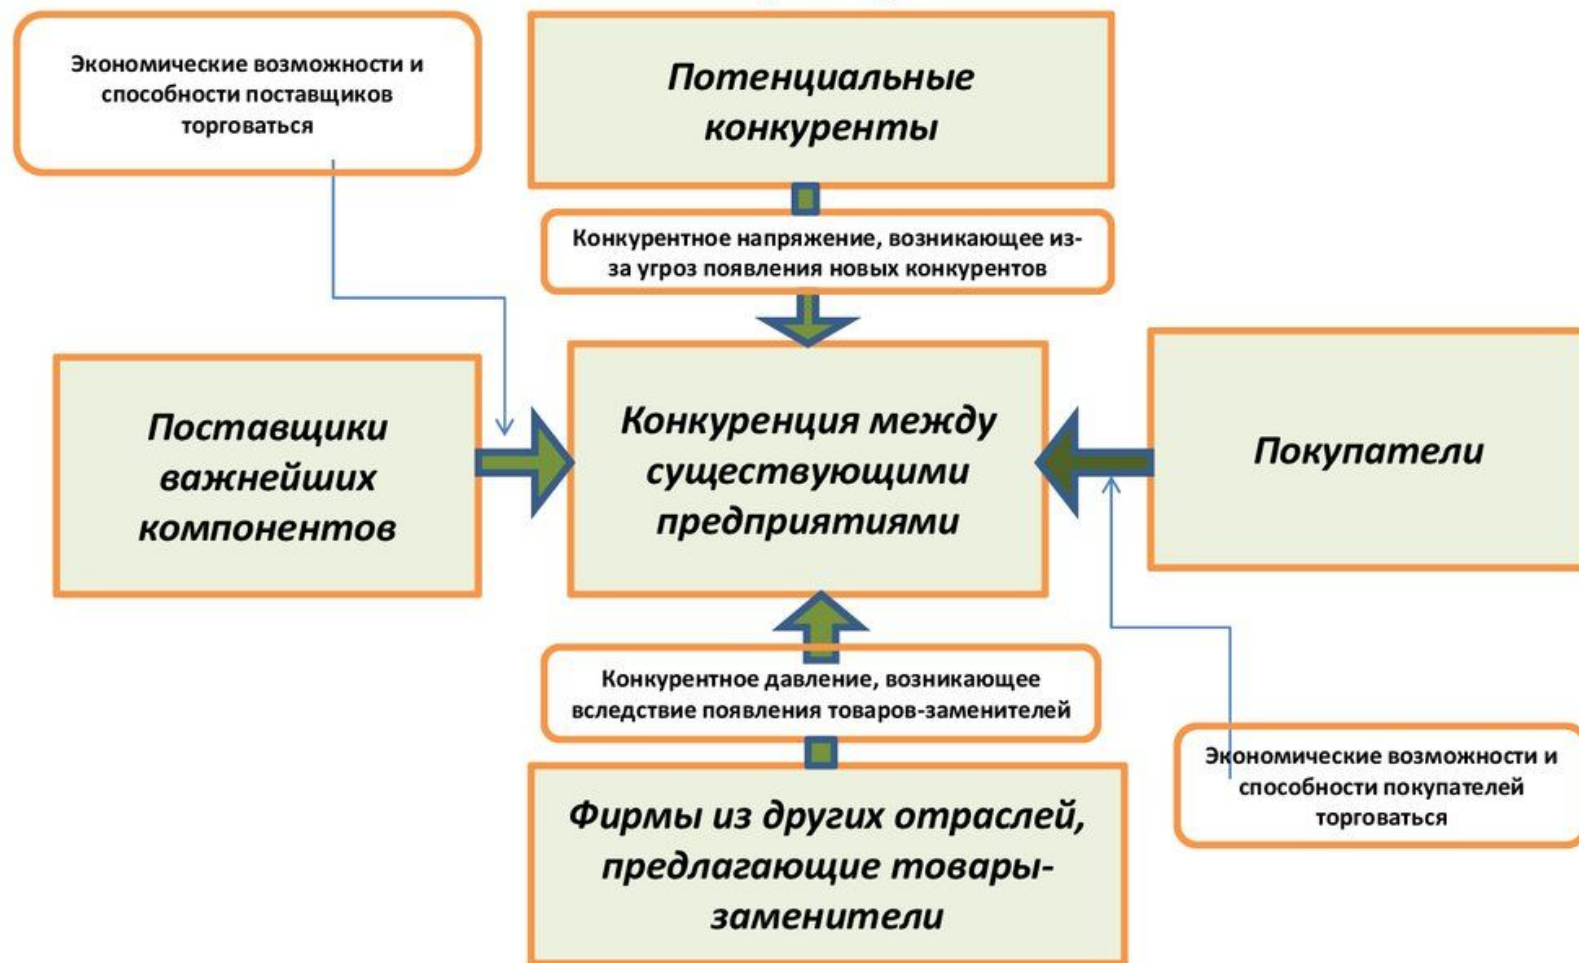 Экономические возможности и
способности поставщиков
торговаться
Потенциальные
конкуренты
Конкурентное напряжение, возникающее из-
за угроз появления новых конкурентов
Поставщики
важнейших
компонентов
Конкуренция между
существующими
предприятиями
Покупатели
Конкурентное давление, возникающее
вследствие появления товаров-заменителей
Экономические возможности и
способности покупателей
торговаться
Фирмы из других отраслей,
предлагающие товары-
заменители